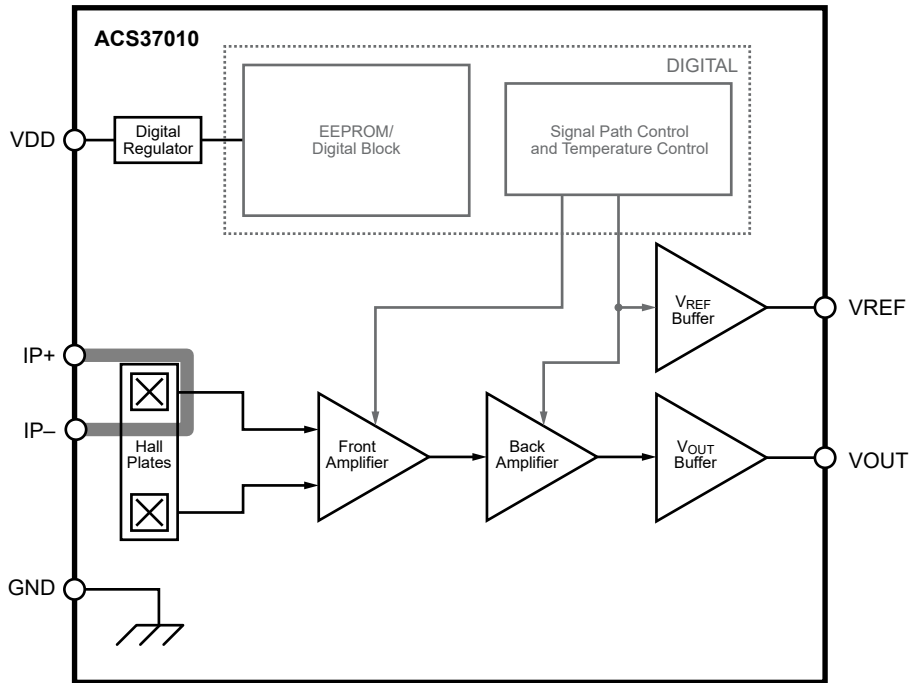 ACS37010
DIGITAL
VDD
Digital
Regulator
EEPROM/
Digital Block
Signal Path Control
and Temperature Control
VREF
Buffer
VREF
IP+
IP–
Hall
Plates
Front
Amplifier
Back
Amplifier
VOUT
Buffer
VOUT
GND